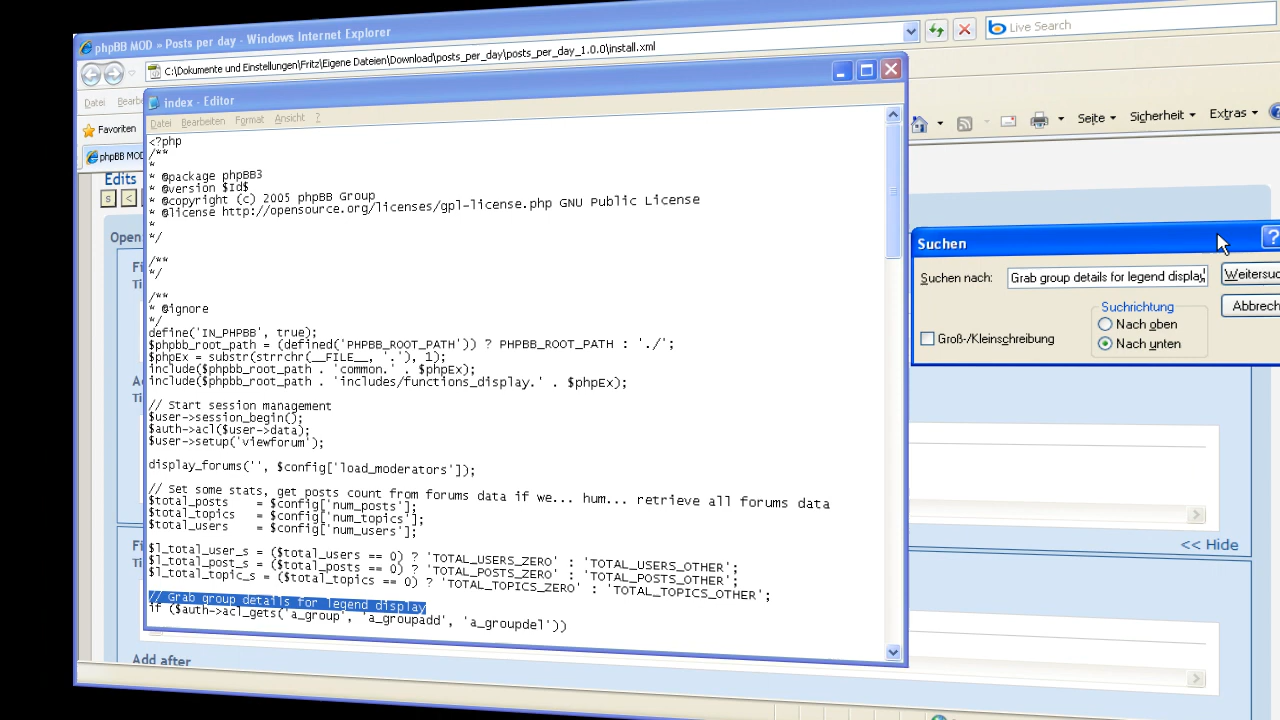 phpBB MOD » Posts per day - Windows Internet Explorer
C:\Dokumente und Einstellungen\Fritz\Eigene Dateien\Download\posts_per_day\posts_per_day_1.0.0\install.xml
Live Search
Datei
Favoriten
phpBB MOD
Seite
Sicherheit
Extras
Edits
s
<
<< Hide
Add after
index - Editor
Datei Bearbeiten Format Ansicht ?
<?php
/**
*
* @package phpBB3
* @version $Id$
* @copyright (c) 2005 phpBB Group
* @license http://opensource.org/licenses/gpl-license.php GNU Public License
*
*/
/**
*/
/**
* @ignore
*/
define('IN_PHPBB', true);
$phpbb_root_path = (defined('PHPBB_ROOT_PATH')) ? PHPBB_ROOT_PATH : './';
$phpEx = substr(strrchr(__FILE__, '.'), 1);
include($phpbb_root_path . 'common.' . $phpEx);
include($phpbb_root_path . 'includes/functions_display.' . $phpEx);
// Start session management
$user->session_begin();
$auth->acl($user->data);
$user->setup('viewforum');
display_forums('', $config['load_moderators']);
// Set some stats, get posts count from forums data if we... hum... retrieve all forums data
$total_posts = $config['num_posts'];
$total_topics = $config['num_topics'];
$total_users = $config['num_users'];
$l_total_user_s = ($total_users == 0) ? 'TOTAL_USERS_ZERO' : 'TOTAL_USERS_OTHER';
$l_total_post_s = ($total_posts == 0) ? 'TOTAL_POSTS_ZERO' : 'TOTAL_POSTS_OTHER';
$l_total_topic_s = ($total_topics == 0) ? 'TOTAL_TOPICS_ZERO' : 'TOTAL_TOPICS_OTHER';
// Grab group details for legend display
if ($auth->acl_gets('a_group', 'a_groupadd', 'a_groupdel'))
Suchen
Suchen nach: Grab group details for legend display
Weitersuc
Suchrichtung
Abbrech
Nach oben
Groß-/Kleinschreibung
Nach unten